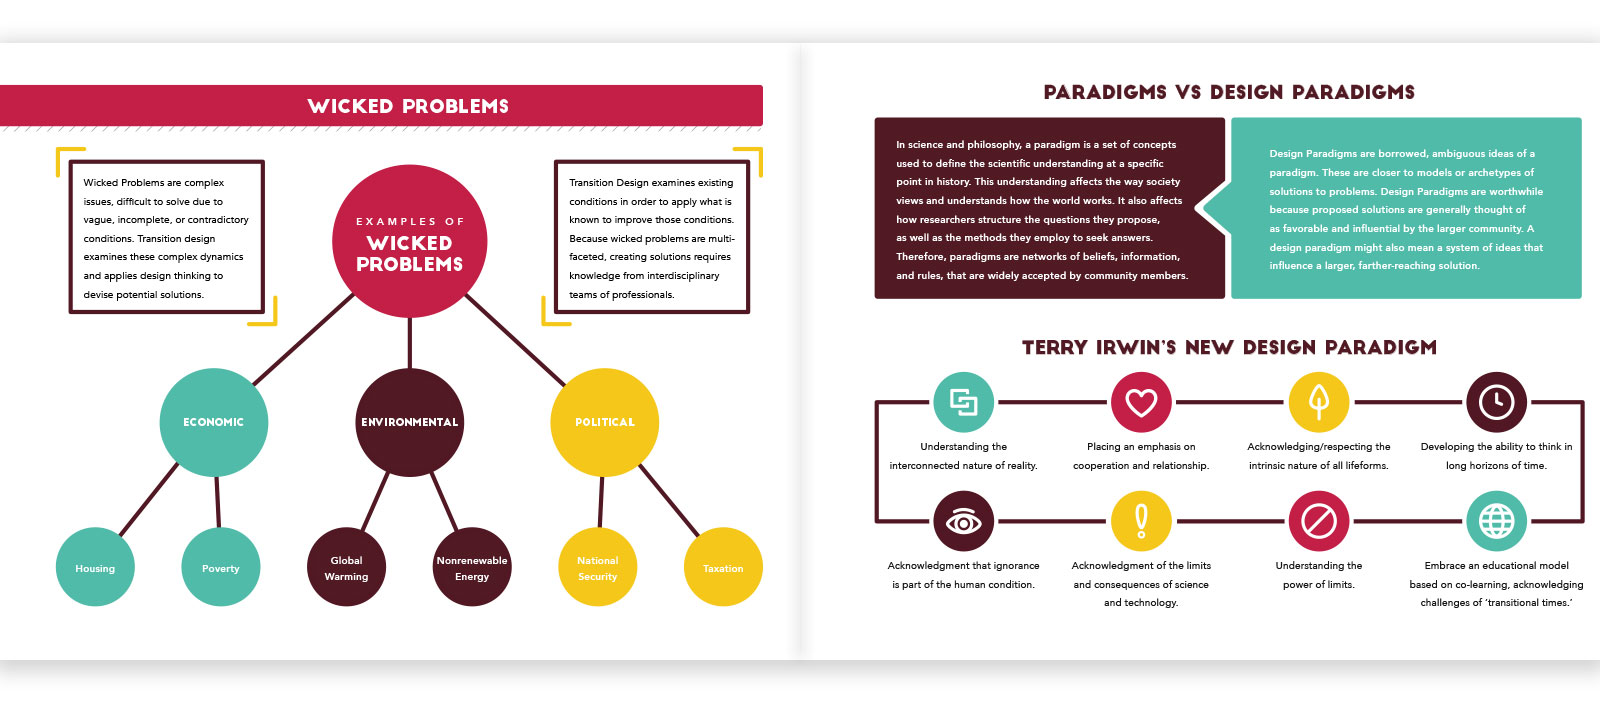 WICKED PROBLEMS
Wicked Problems are complex
issues, difficult to solve due to
vague, incomplete, or contradictory
conditions. Transition design
examines these complex dynamics
and applies design thinking to
devise potential solutions.
EXAMPLES OF
WICKED
PROBLEMS
Transition Design examines existing
conditions in order to apply what is
known to improve those conditions.
Because wicked problems are multi-
faceted, creating solutions requires
knowledge from interdisciplinary
teams of professionals.
ECONOMIC
ENVIRONMENTAL
POLITICAL
Housing
Poverty
Global
Warming
Nonrenewable
Energy
National
Security
Taxation
PARADIGMS VS DESIGN PARADIGMS
In science and philosophy, a paradigm is a set of concepts
used to define the scientific understanding at a specific
point in history. This understanding affects the way society
views and understands how the world works. It also affects
how researchers structure the questions they propose,
as well as the methods they employ to seek answers.
Therefore, paradigms are networks of beliefs, information,
and rules, that are widely accepted by community members.
Design Paradigms are borrowed, ambiguous ideas of a
paradigm. These are closer to models or archetypes of
solutions to problems. Design Paradigms are worthwhile
because proposed solutions are generally thought of
as favorable and influential by the larger community. A
design paradigm might also mean a system of ideas that
influence a larger, farther-reaching solution.
TERRY IRWIN'S NEW DESIGN PARADIGM
Understanding the
interconnected nature of reality.
Placing an emphasis on
cooperation and relationship.
Acknowledging/respecting the
intrinsic nature of all lifeforms.
Developing the ability to think in
long horizons of time.
Acknowledgment that ignorance
is part of the human condition.
Acknowledgment of the limits
and consequences of science
and technology.
Understanding the
power of limits.
Embrace an educational model
based on co-learning, acknowledging
challenges of 'transitional times.'